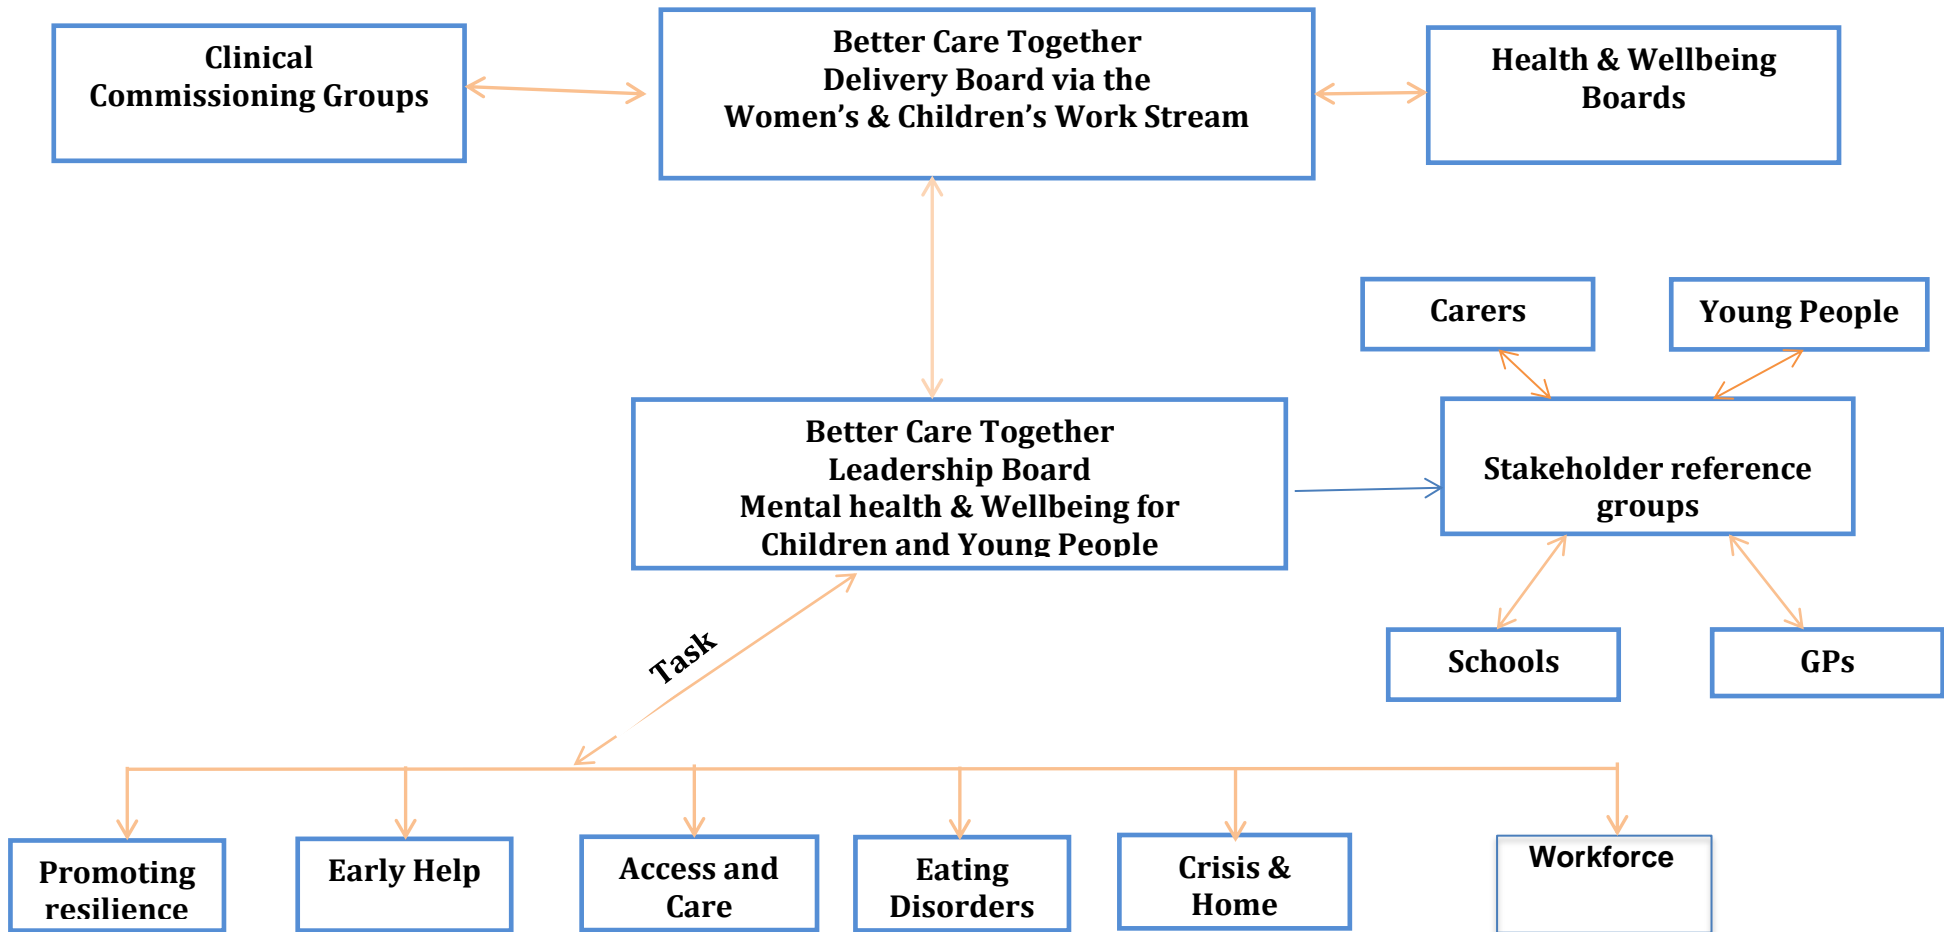 Clinical
Commissioning Groups
Better Care Together
Delivery Board via the
Women’s & Children’s Work Stream
Health & Wellbeing
Boards
Carers
Young People
Better Care Together
Leadership Board
Mental health & Wellbeing for
Children and Young People
Stakeholder reference
groups
Schools
GPs
Task
Promoting
resilience
Early Help
Access and
Care
Eating
Disorders
Crisis &
Home
Workforce